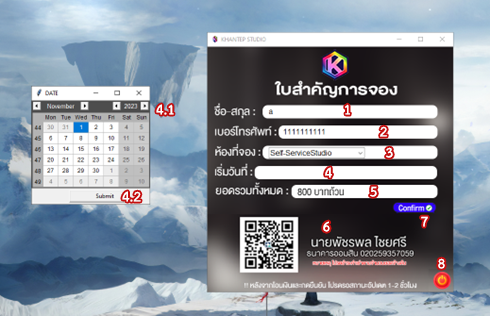 DATE
November 2023
Mon Tue Wed Thu Fri Sat Sun
44 30 31 1 2 3 4 5
45 6 7 8 9 10 11 12
46 13 14 15 16 17 18 19
47 20 21 22 23 24 25 26
48 27 28 29 30 1 2 3
49 4 5 6 7 8 9 10
Submit
4.1
4.2
KHANTEP STUDIO
ใบสำคัญการจอง
ชื่อ-สกุล : a 1
เบอร์โทรศัพท์ : 1111111111 2
ห้องที่จอง : Self-ServiceStudio 3
เริ่มวันที่ : 4
ยอดรวมทั้งหมด : 800 บาทถ้วน 5
Confirm
6
7
นายพัชรพล ไชยศรี
ธนาคารออมสิน 020259357059
8
!! หลังจากโอนเงินและกดยืนยัน โปรดรอสถานะอัปเดต 1-2 ชั่วโมง